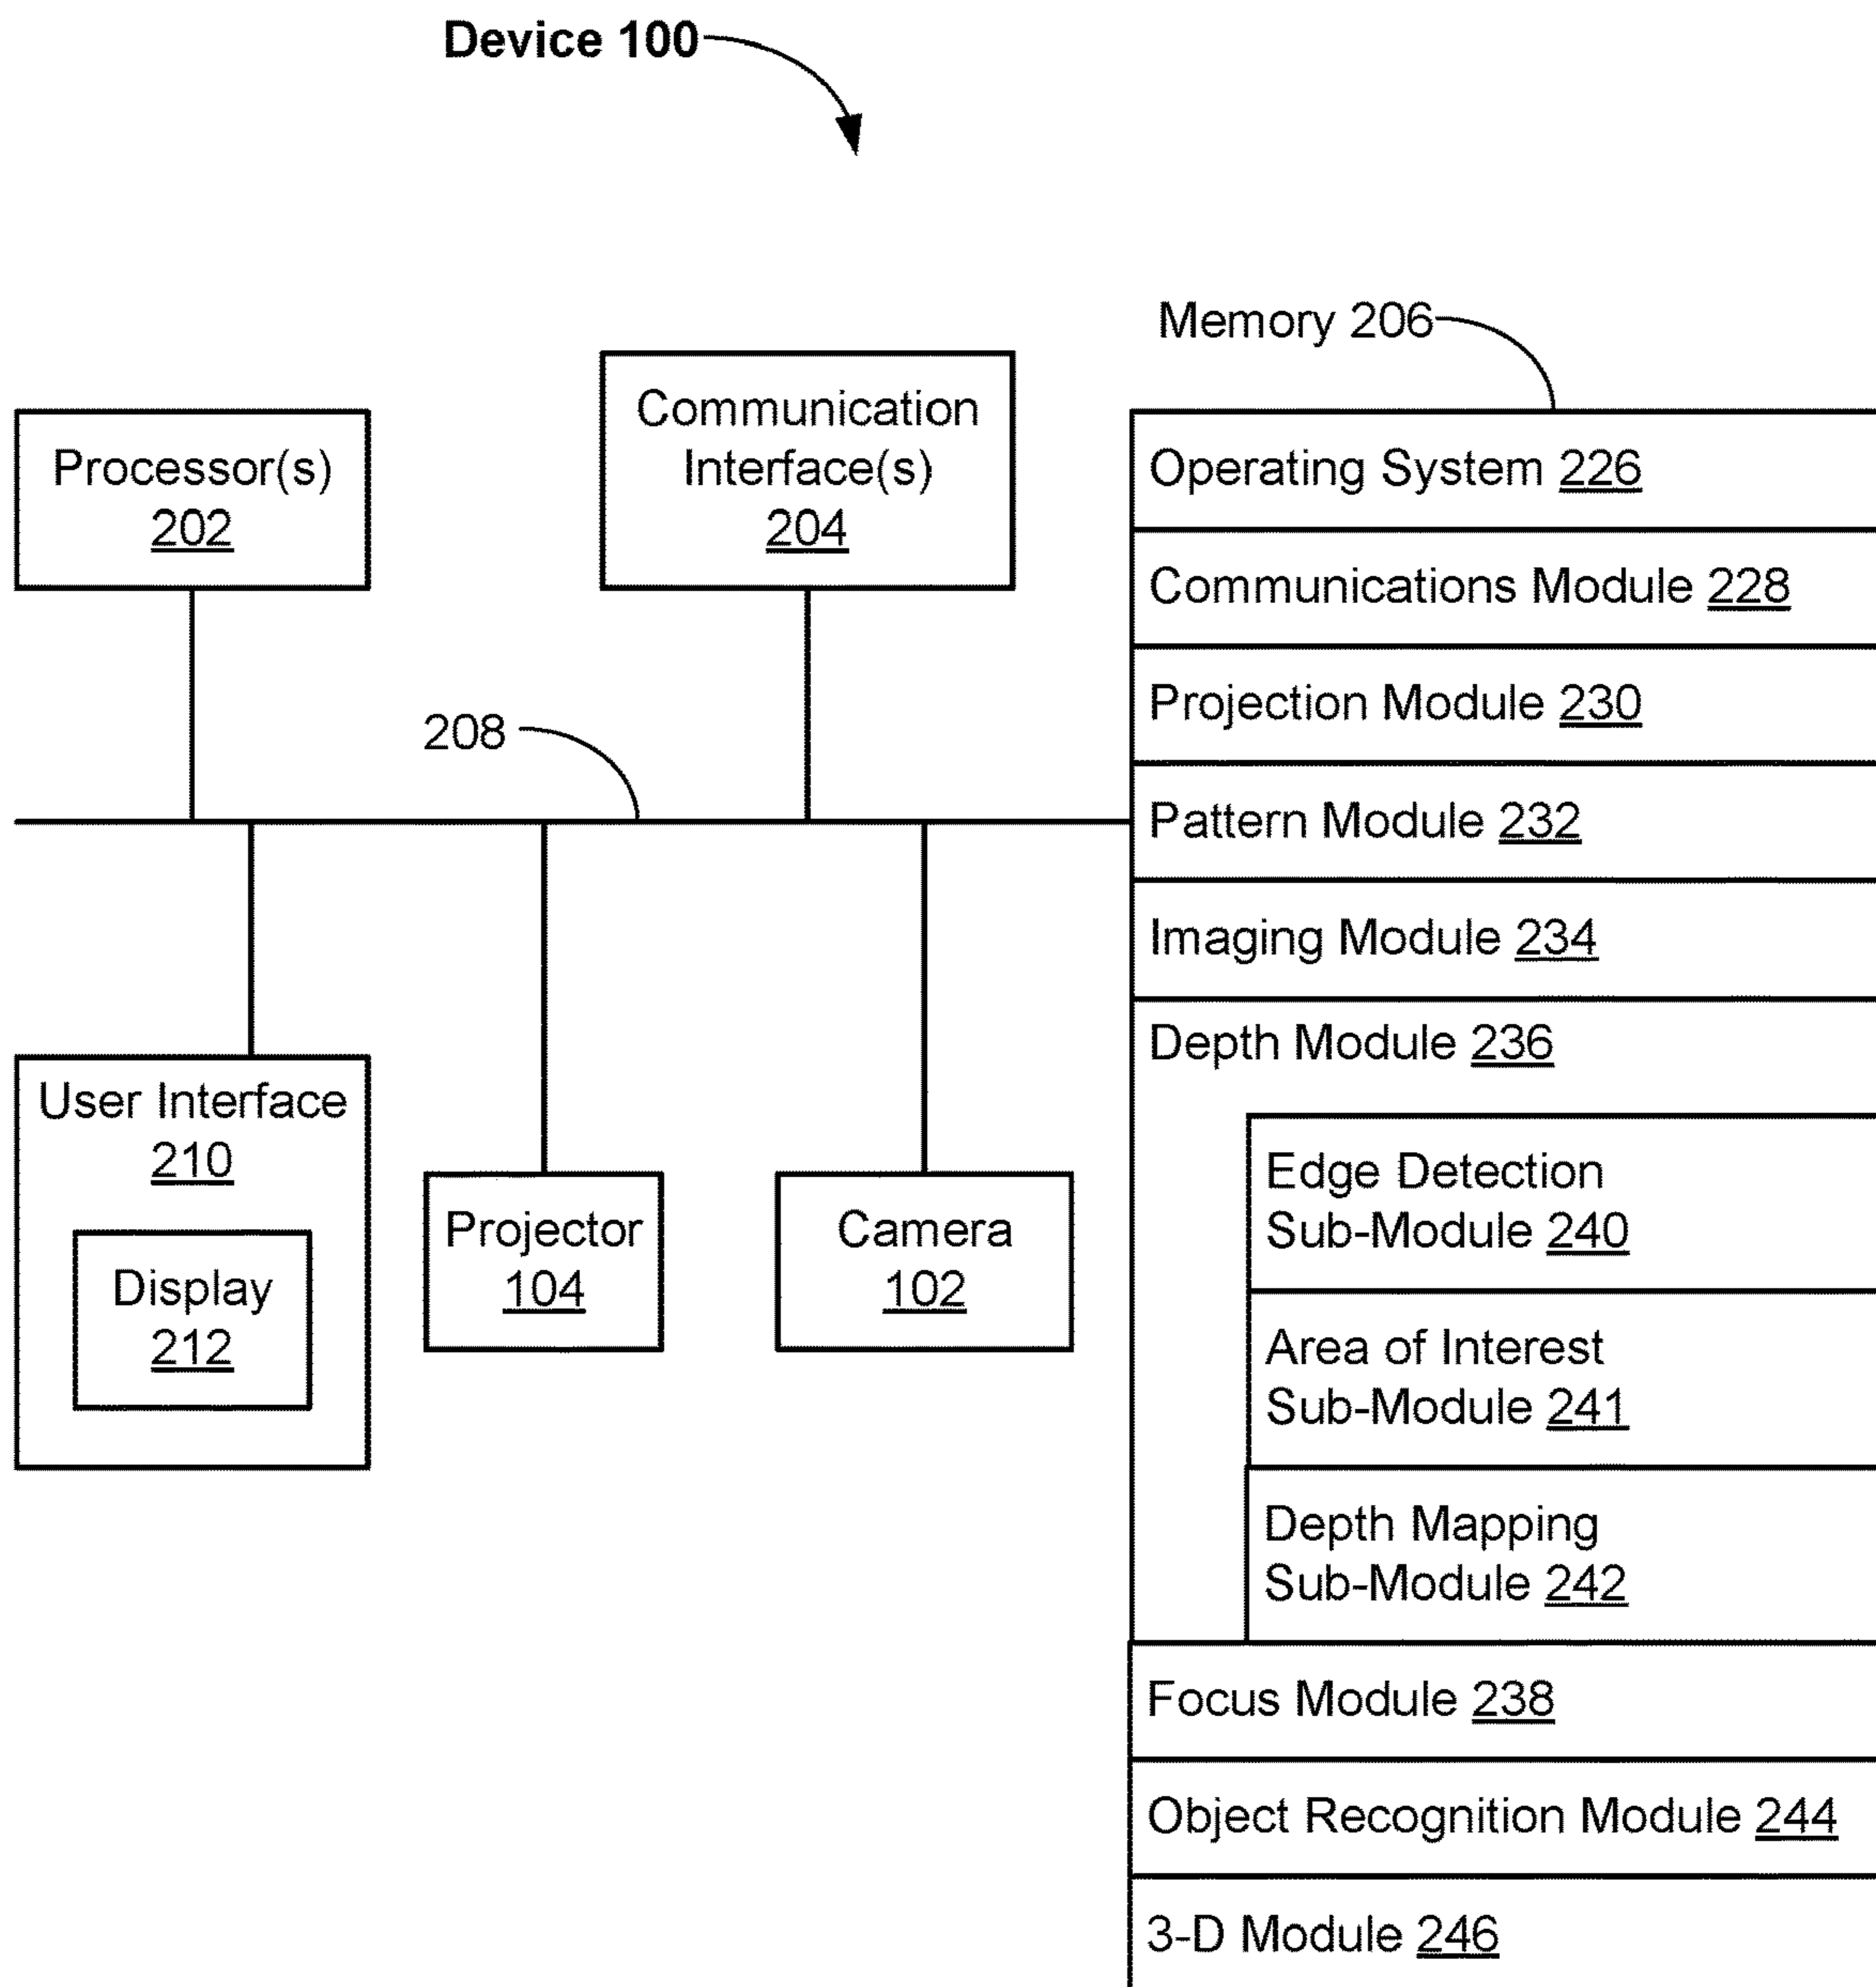 Device 100
Memory 206
Processor(s)
202
Communication
Interface(s)
204
208
User Interface
210
Display
212
Projector
104
Camera
102
Operating System 226
Communications Module 228
Projection Module 230
Pattern Module 232
Imaging Module 234
Depth Module 236
Edge Detection
Sub-Module 240
Area of Interest
Sub-Module 241
Depth Mapping
Sub-Module 242
Focus Module 238
Object Recognition Module 244
3-D Module 246